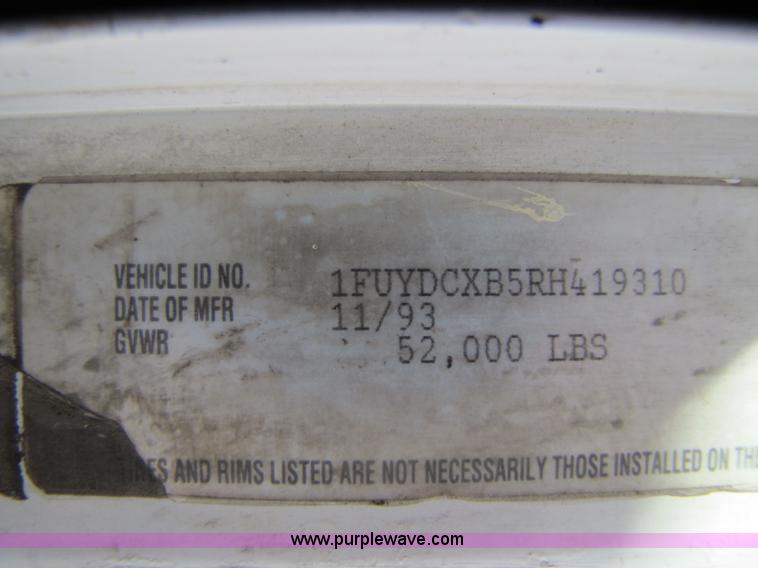 VEHICLE ID NO. 1FUYDCXB5RH419310
DATE OF MFR 11/93
GVWR 52,000 LBS
TIRES AND RIMS LISTED ARE NOT NECESSARILY THOSE INSTALLED ON THE
www.purplewave.com